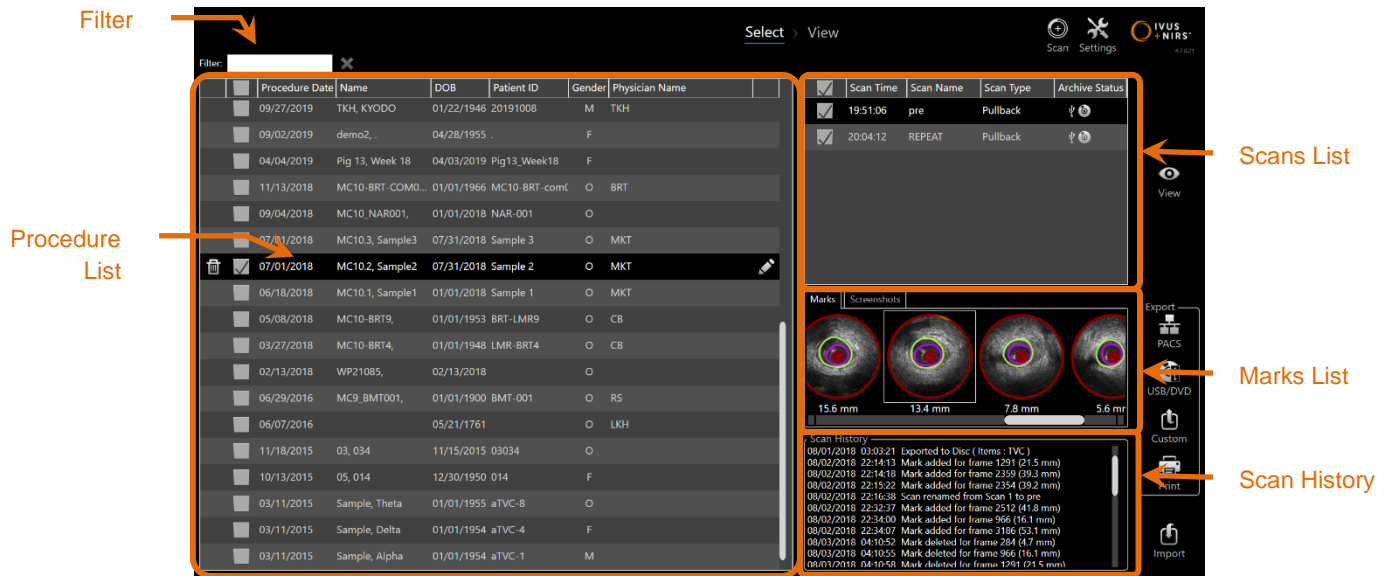 Filter
Select › View
Scan Settings
IVUS
+NIRS
4.7.0.21
Filter:
Procedure Date Name DOB Patient ID Gender Physician Name
09/27/2019 TKH, KYODO 01/22/1946 20191008 M TKH
09/02/2019 demo2, . 04/28/1955 . F
04/04/2019 Pig 13, Week 18 04/03/2019 Pig13_Week18 F
11/13/2018 MC10-BRT-COM0... 01/01/1966 MC10-BRT-com( O BRT
09/04/2018 MC10_NAR001, 01/01/2018 NAR-001 O
07/01/2018 MC10.3, Sample3 07/31/2018 Sample 3 O MKT
07/01/2018 MC10.2, Sample2 07/31/2018 Sample 2 O MKT
06/18/2018 MC10.1, Sample1 01/01/2018 Sample 1 O MKT
05/08/2018 MC10-BRT9, 01/01/1953 BRT-LMR9 O CB
03/27/2018 MC10-BRT4, 01/01/1948 LMR-BRT4 O CB
02/13/2018 WP21085, 02/13/2018 O
06/29/2016 MC9_BMT001, 01/01/1900 BMT-001 O RS
06/07/2016 05/21/1761 O LKH
11/18/2015 03, 034 11/15/2015 03034 O
10/13/2015 05, 014 12/30/1950 014 F
03/11/2015 Sample, Theta 01/01/1955 aTVC-8 O
03/11/2015 Sample, Delta 01/01/1954 aTVC-4 F
03/11/2015 Sample, Alpha 01/01/1954 aTVC-1 M
Procedure
List
Scan Time Scan Name Scan Type Archive Status
19:51:06 pre Pullback
20:04:12 REPEAT Pullback
Scans List
View
Marks Screenshots
15.6 mm 13.4 mm 7.8 mm 5.6 mm
Marks List
Export
PACS
USB/DVD
Custom
Print
Import
Scan History
08/01/2018 03:03:21 Exported to Disc ( Items : TVC )
08/02/2018 22:14:13 Mark added for frame 1291 (21.5 mm)
08/02/2018 22:14:18 Mark added for frame 2359 (39.3 mm)
08/02/2018 22:15:22 Mark added for frame 2354 (39.2 mm)
08/02/2018 22:16:38 Scan renamed from Scan 1 to pre
08/02/2018 22:32:37 Mark added for frame 2512 (41.8 mm)
08/02/2018 22:34:00 Mark added for frame 966 (16.1 mm)
08/02/2018 22:34:07 Mark added for frame 3186 (53.1 mm)
08/03/2018 04:10:52 Mark deleted for frame 284 (4.7 mm)
08/03/2018 04:10:55 Mark deleted for frame 966 (16.1 mm)
08/03/2018 04:10:58 Mark deleted for frame 1291 (21.5 mm)
Scan History